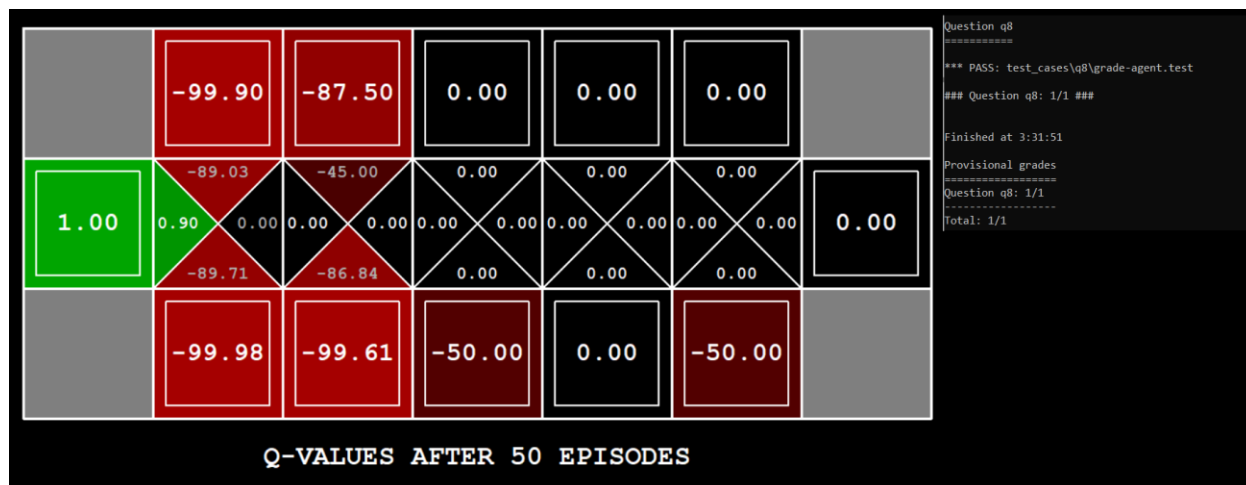 -99.90 -87.50 0.00 0.00 0.00
-89.03 -45.00 0.00 0.00 0.00
1.00 0.90 0.00 0.00 0.00 0.00 0.00 0.00 0.00 0.00 0.00 0.00
-89.71 -86.84 0.00 0.00 0.00
-99.98 -99.61 -50.00 0.00 -50.00
Q-VALUES AFTER 50 EPISODES
Question q8
===========
*** PASS: test_cases\q8\grade-agent.test
### Question q8: 1/1 ###
Finished at 3:31:51
Provisional grades
==================
Question q8: 1/1
------------------
Total: 1/1